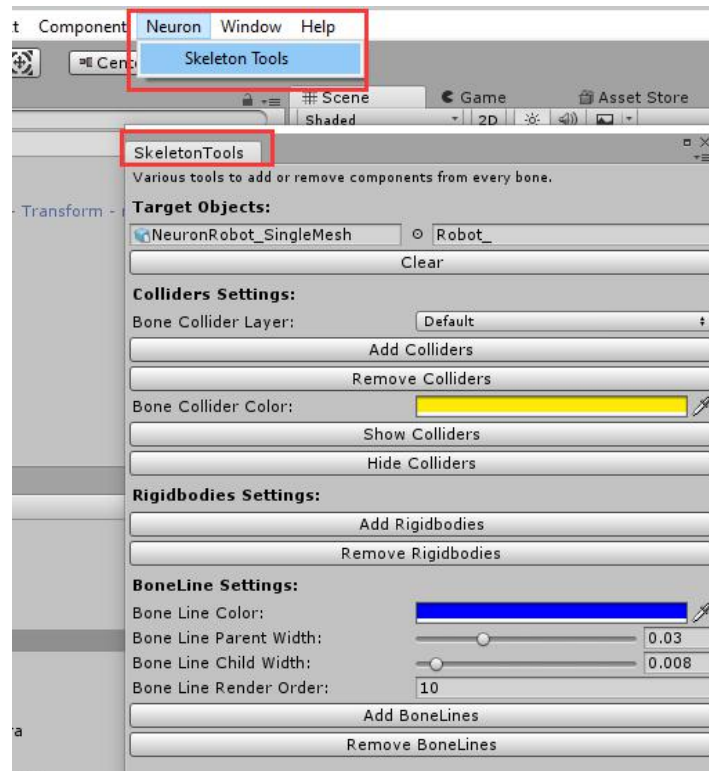 t Component Neuron Window Help
Skeleton Tools
Cen
# Scene Game Asset Store
Shaded 2D
SkeletonTools
Various tools to add or remove components from every bone.
- Transform -
Target Objects:
NeuronRobot_SingleMesh Robot_
Clear
Colliders Settings:
Bone Collider Layer: Default
Add Colliders
Remove Colliders
Bone Collider Color:
Show Colliders
Hide Colliders
Rigidbodies Settings:
Add Rigidbodies
Remove Rigidbodies
BoneLine Settings:
Bone Line Color:
Bone Line Parent Width: 0.03
Bone Line Child Width: 0.008
Bone Line Render Order: 10
Add BoneLines
a
Remove BoneLines